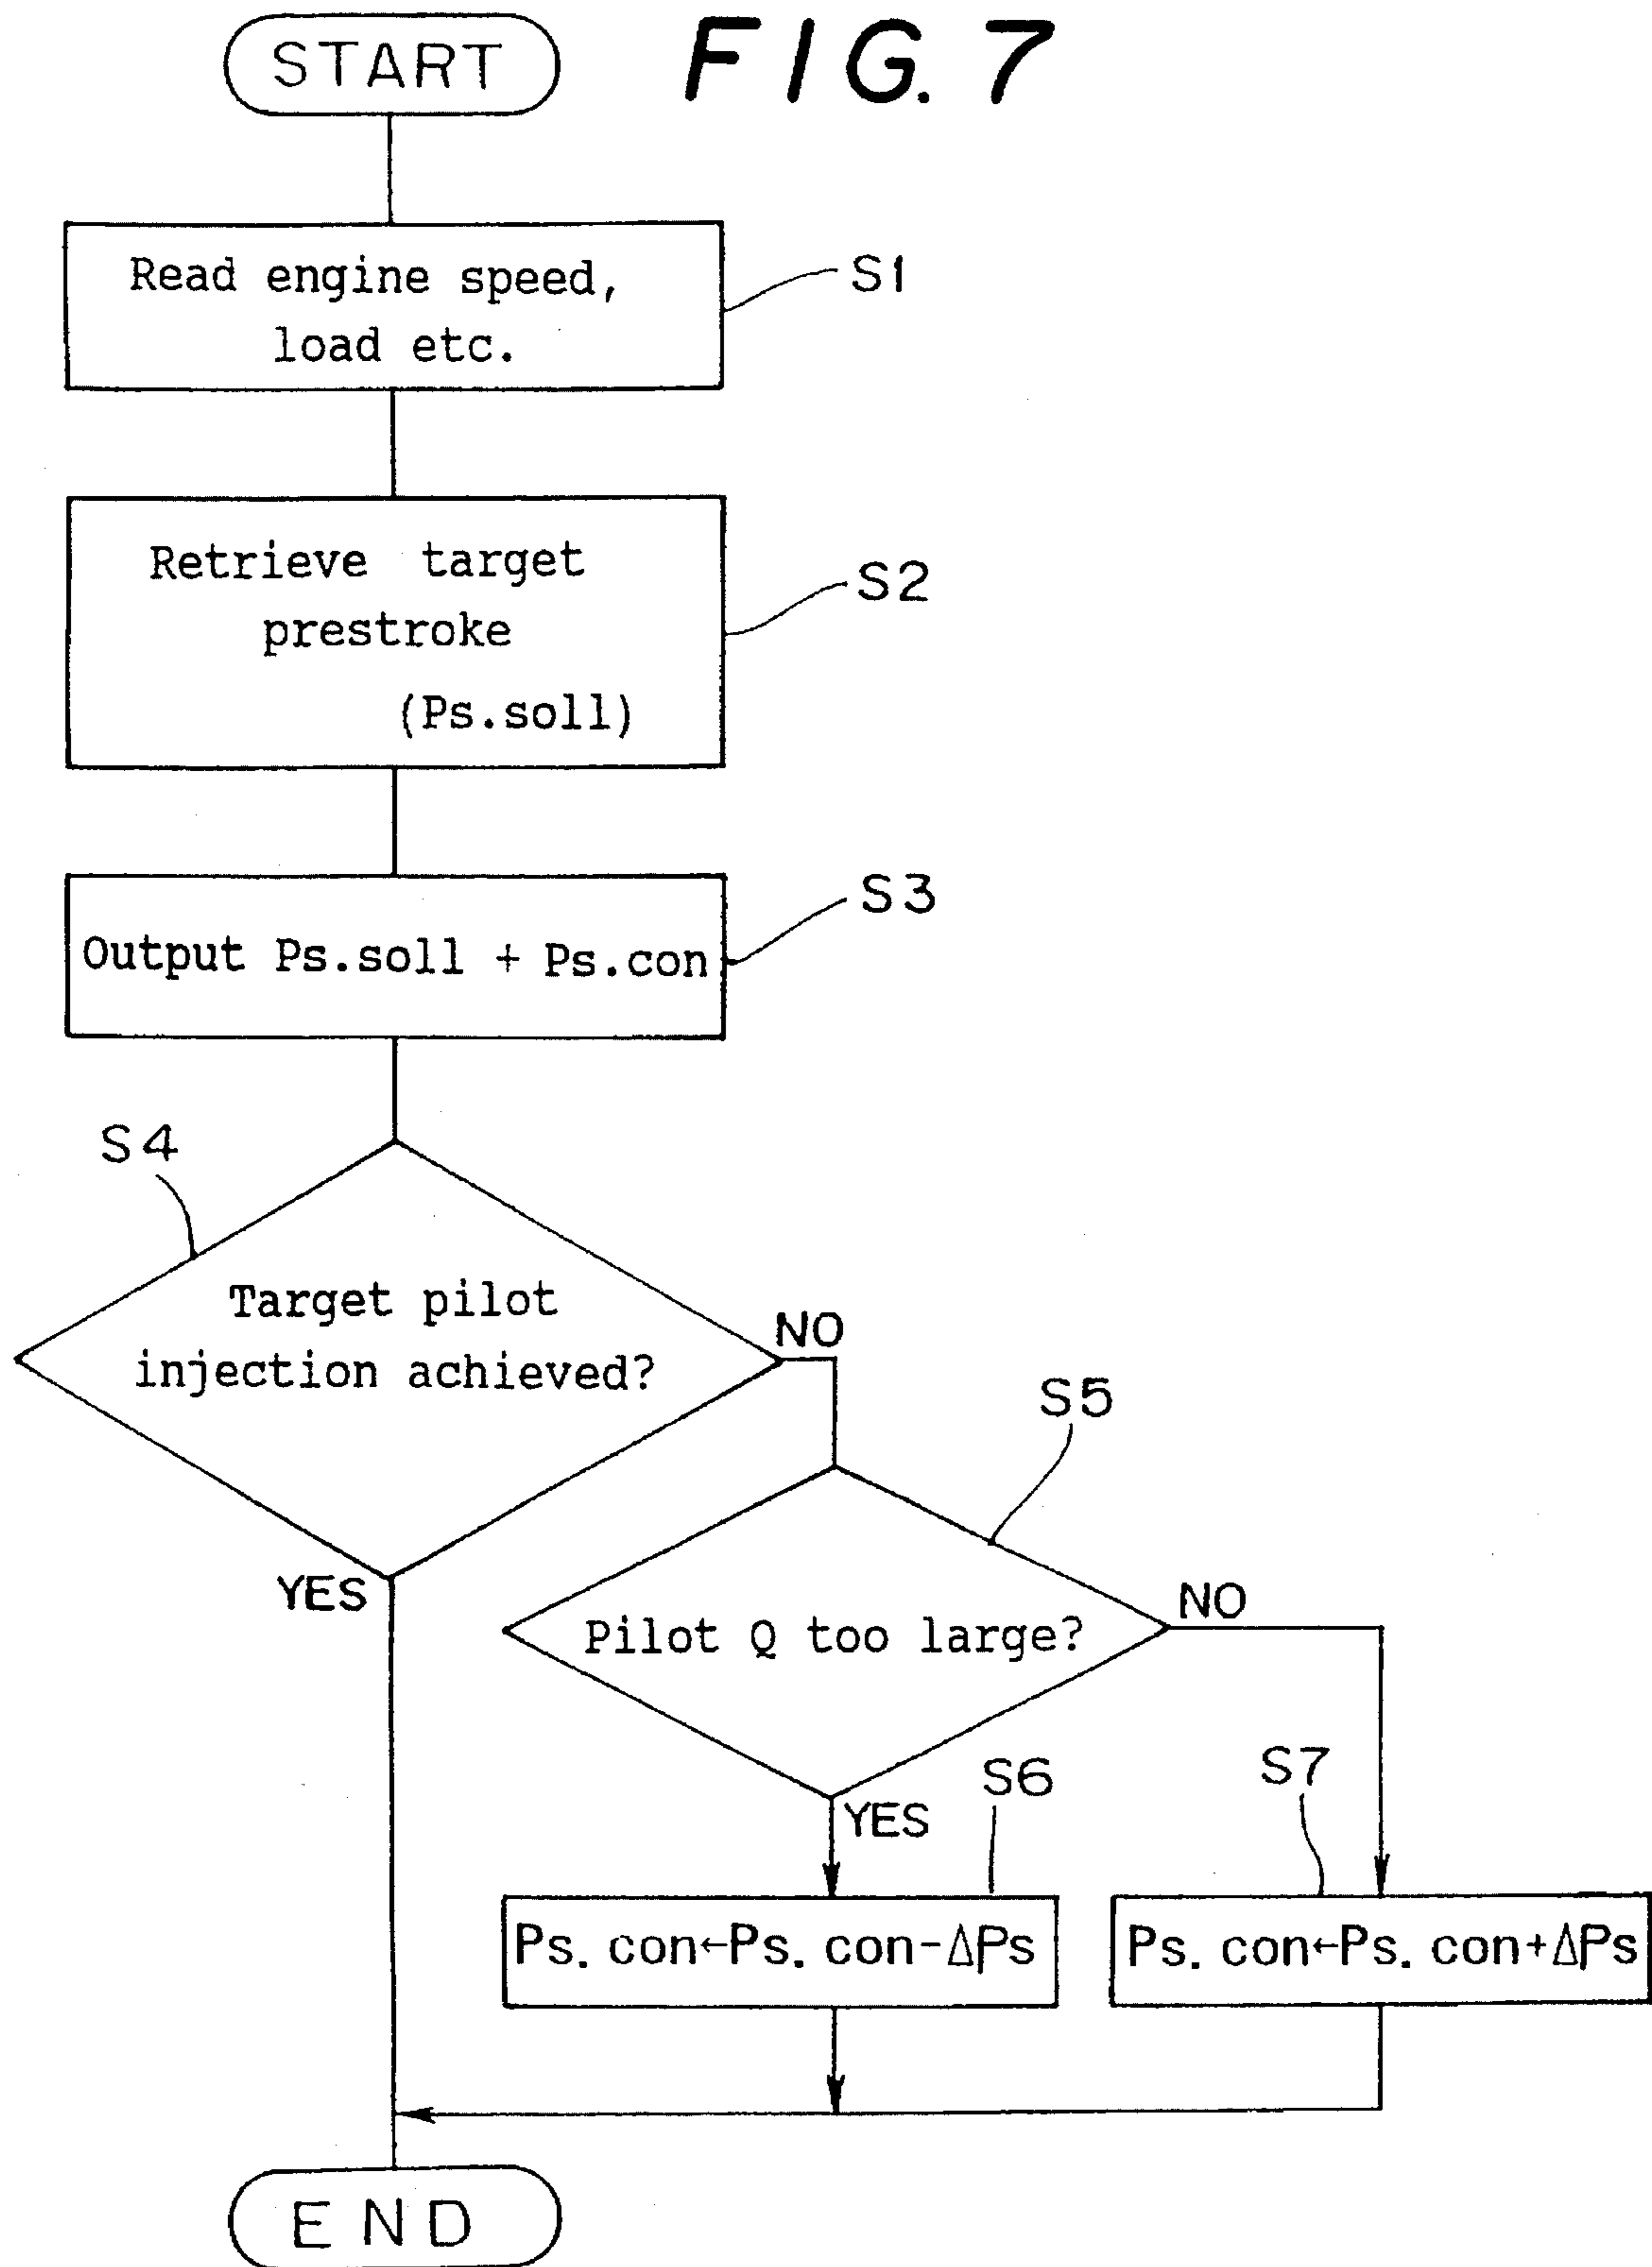 START
FIG. 7
Read engine speed,
load etc.
S1
Retrieve target
prestroke
(Ps.soll)
S2
Output Ps.soll + Ps.con
S3
S4
Target pilot
injection achieved?
NO
YES
S5
Pilot Q too large?
NO
YES
S6
Ps. con←Ps. con-ΔPs
S7
Ps. con←Ps. con+ΔPs
END